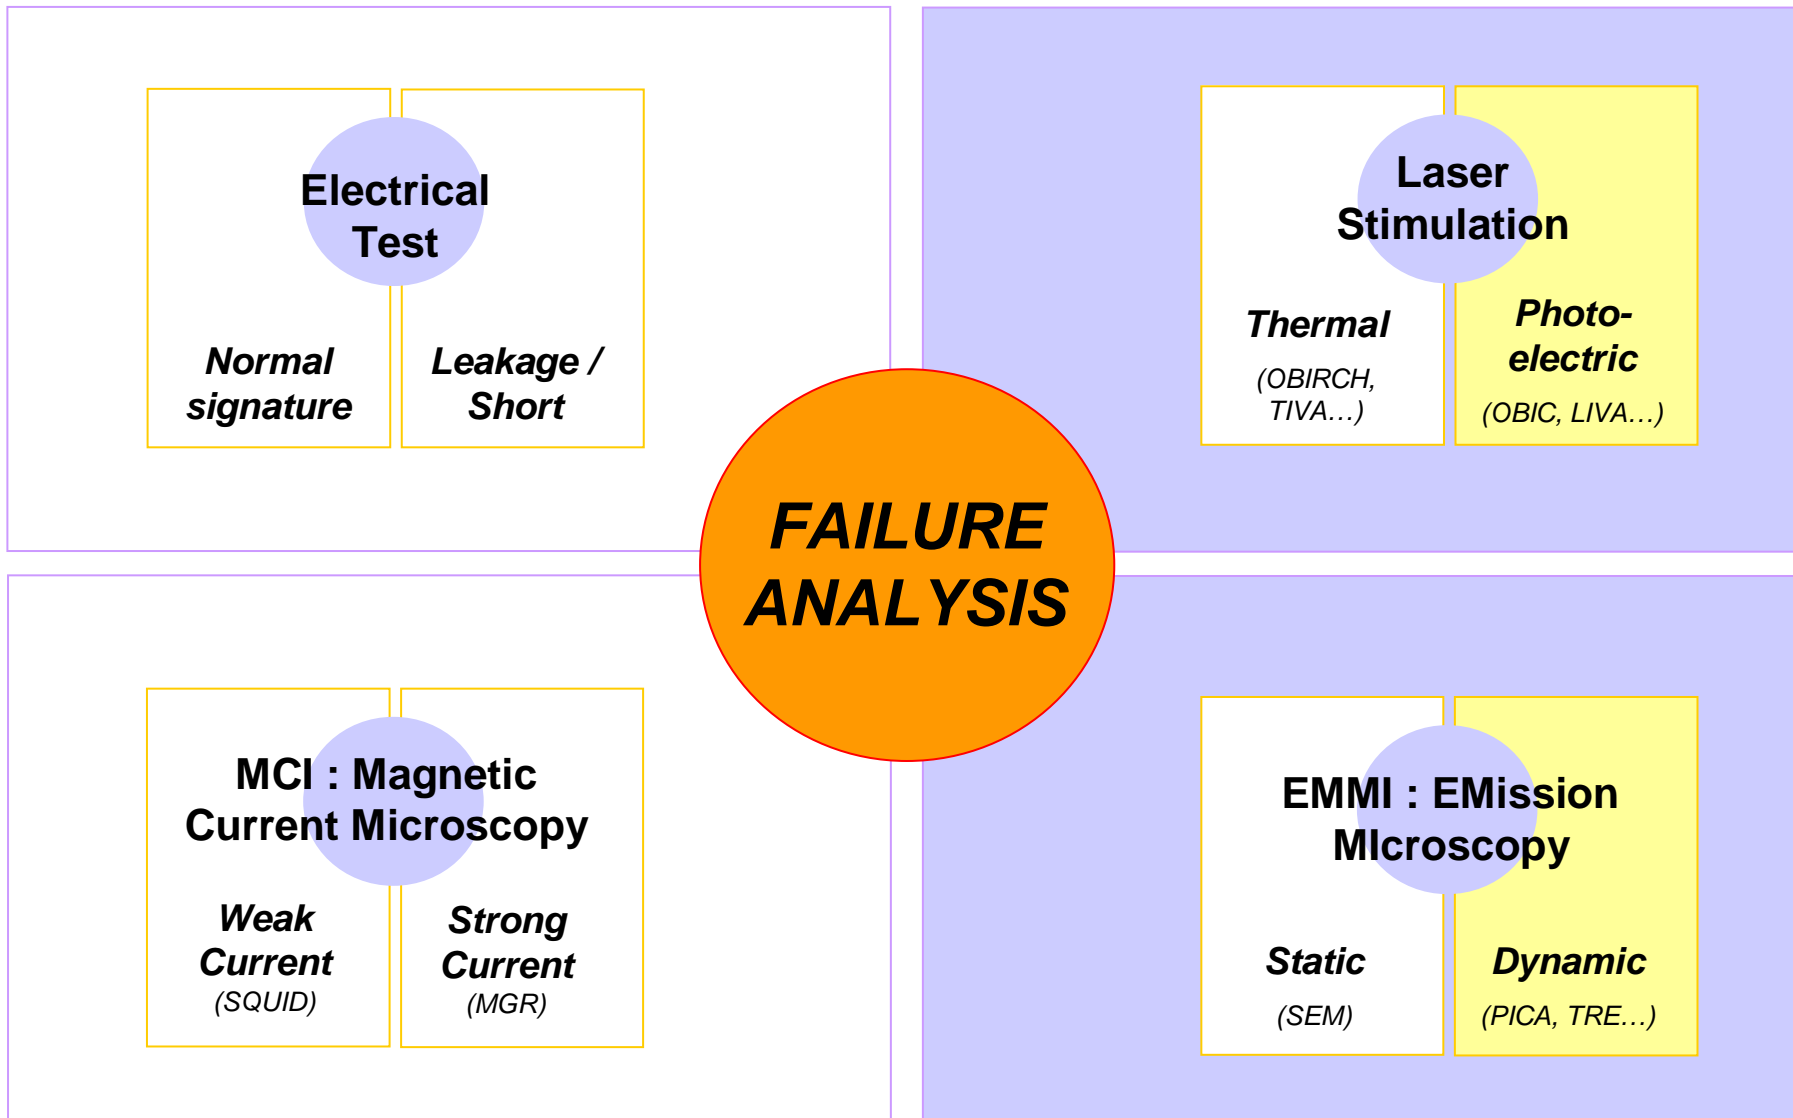 Electrical
Test
Normal
signature
Leakage /
Short
Laser
Stimulation
Thermal
(OBIRCH,
TIVA…)
Photo-
electric
(OBIC, LIVA…)
FAILURE
ANALYSIS
MCI : Magnetic
Current Microscopy
Weak
Current
(SQUID)
Strong
Current
(MGR)
EMMI : EMission
MIcroscopy
Static
(SEM)
Dynamic
(PICA, TRE…)